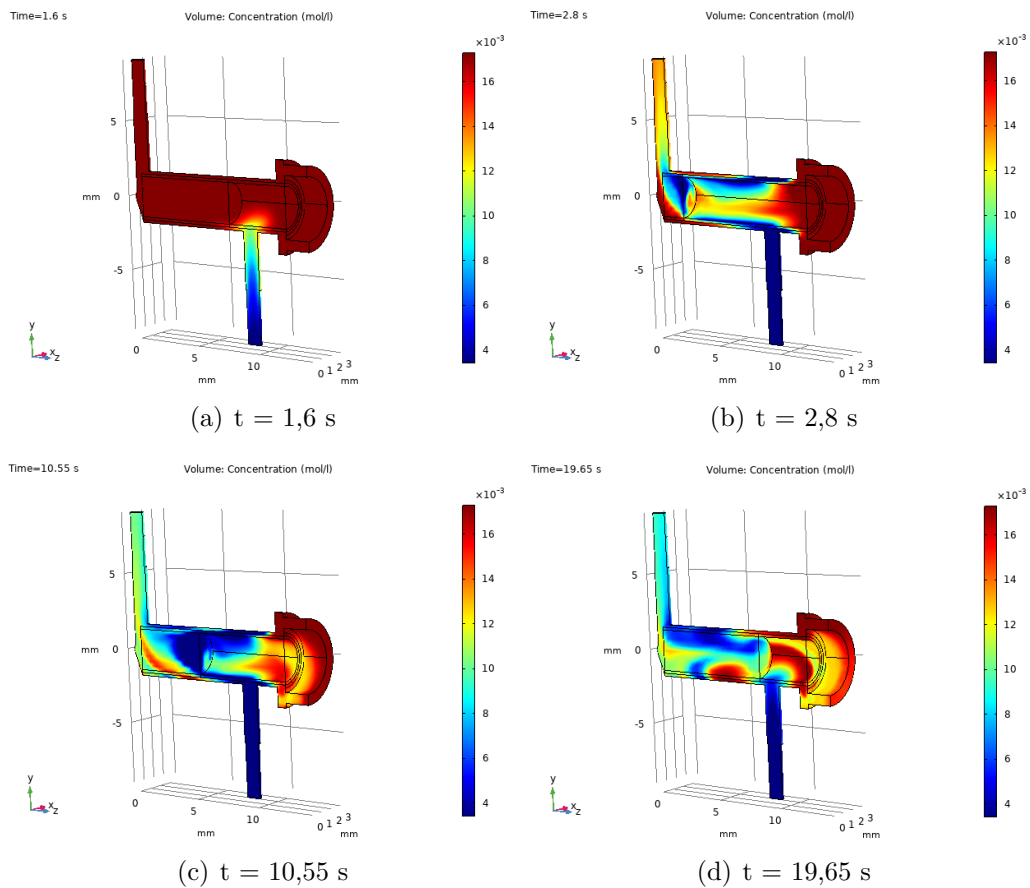 Time=1.6 s Volume: Concentration (mol/l)
×10⁻³
16
14
12
10
8
6
4
5
0
-5
mm
y
x
z
0
5
10
mm
0 1 2 3
mm
(a) t = 1,6 s
Time=2.8 s Volume: Concentration (mol/l)
×10⁻³
16
14
12
10
8
6
4
5
0
-5
mm
y
x
z
0
5
10
mm
0 1 2 3
mm
(b) t = 2,8 s
Time=10.55 s Volume: Concentration (mol/l)
×10⁻³
16
14
12
10
8
6
4
5
0
-5
mm
y
x
z
0
5
10
mm
0 1 2 3
mm
(c) t = 10,55 s
Time=19.65 s Volume: Concentration (mol/l)
×10⁻³
16
14
12
10
8
6
4
5
0
-5
mm
y
x
z
0
5
10
mm
0 1 2 3
mm
(d) t = 19,65 s